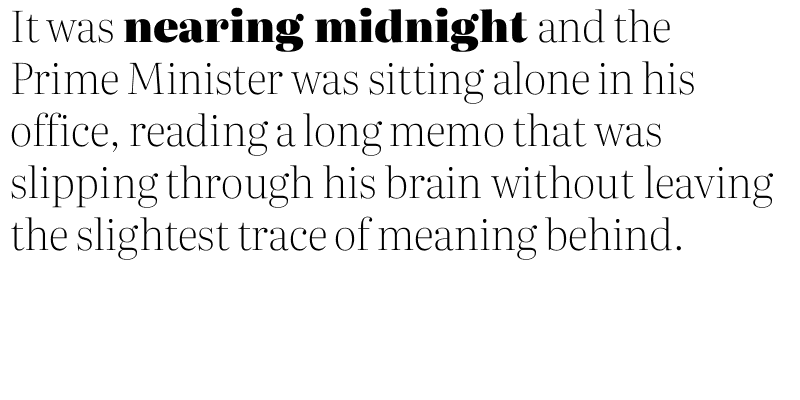 It was nearing midnight and the
Prime Minister was sitting alone in his
office, reading a long memo that was
slipping through his brain without leaving
the slightest trace of meaning behind.